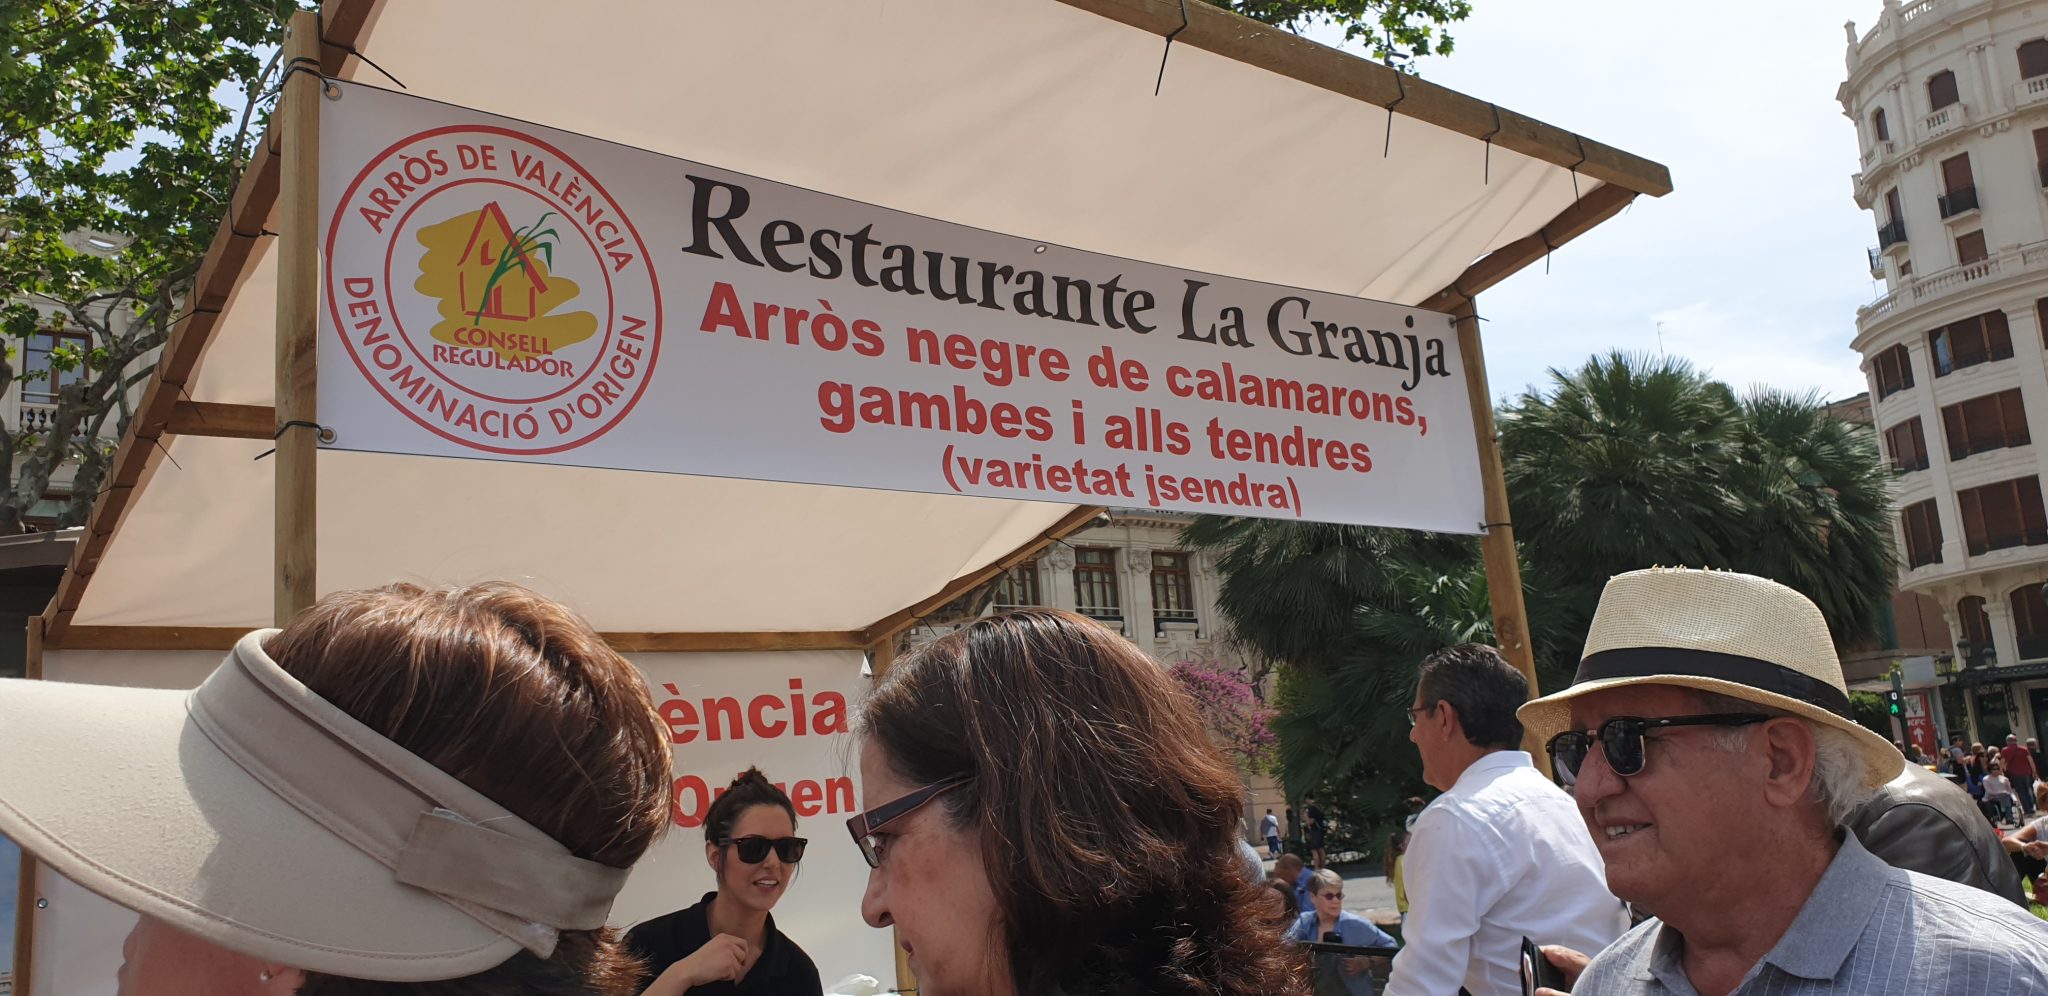 ARRÒS DE VALÈNCIA
CONSELL
REGULADOR
DENOMINACIÓ D'ORIGEN
Restaurante La Granja
Arròs negre de calamarons,
gambes i alls tendres
(varietat jsendra)
ència
KFC